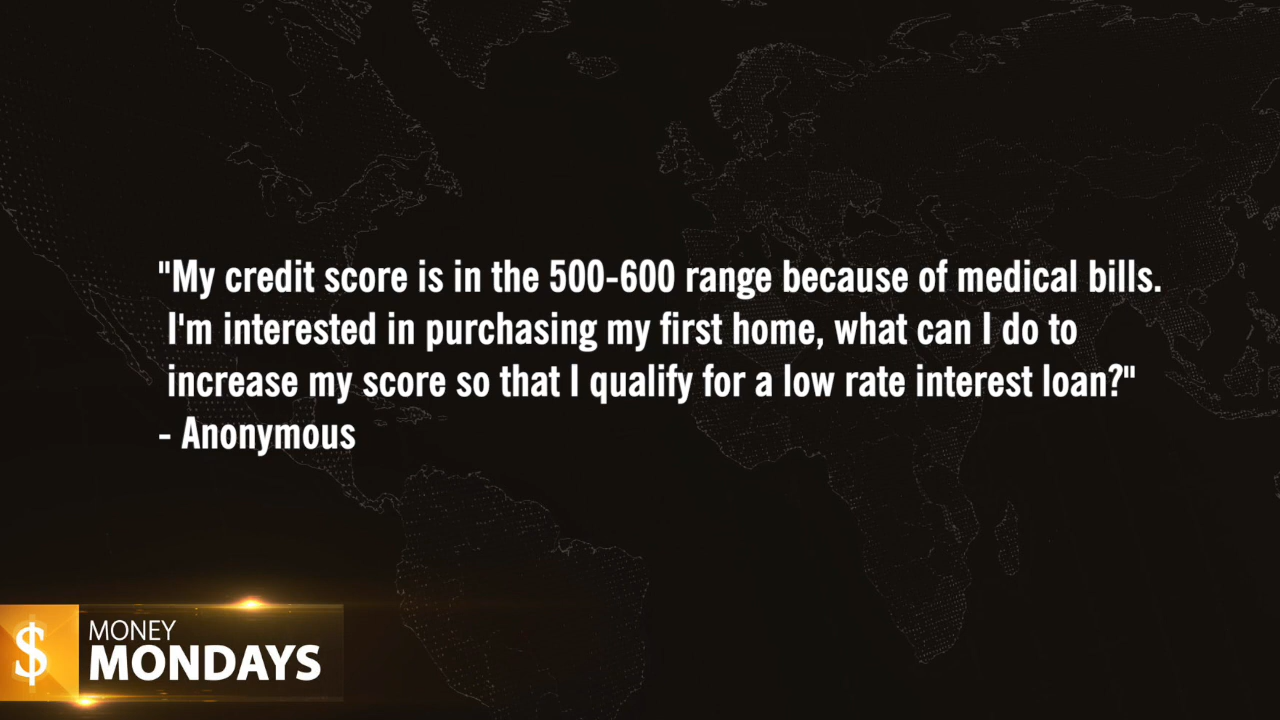 "My credit score is in the 500-600 range because of medical bills.
I'm interested in purchasing my first home, what can I do to
increase my score so that I qualify for a low rate interest loan?"
- Anonymous
$
MONEY
MONDAYS